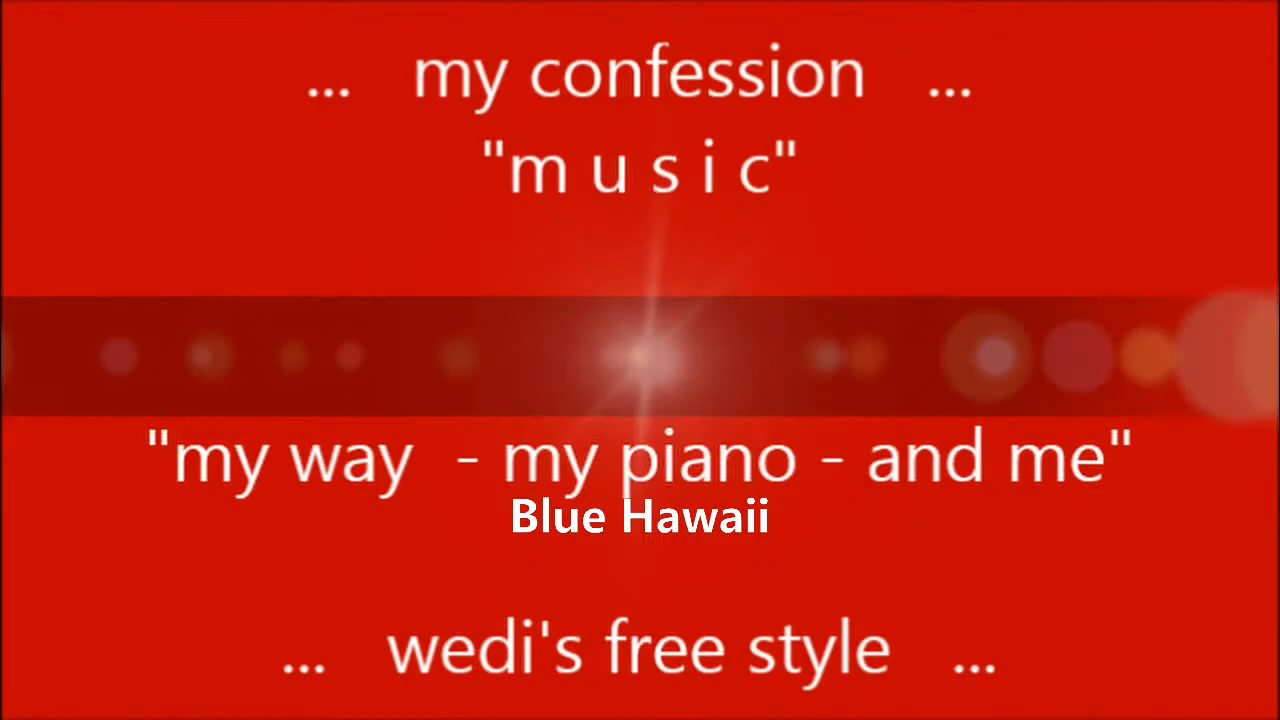 ... my confession ...
"m u s i c"
"my way - my piano - and me"
Blue Hawaii
... wedi's free style ...